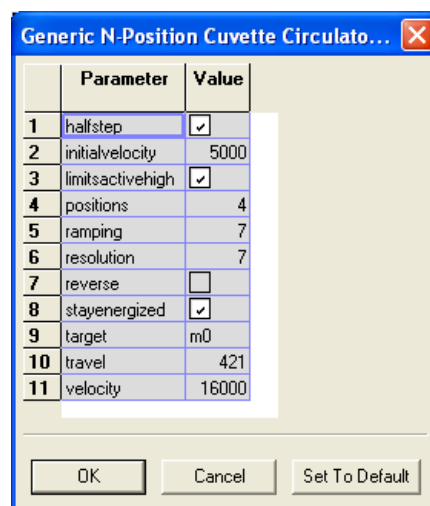 Generic N-Position Cuvette Circulato...
Parameter Value
1 halfstep
2 initialvelocity 5000
3 limitsactivehigh
4 positions 4
5 ramping 7
6 resolution 7
7 reverse
8 stayenergized
9 target m0
10 travel 421
11 velocity 16000
OK Cancel Set To Default